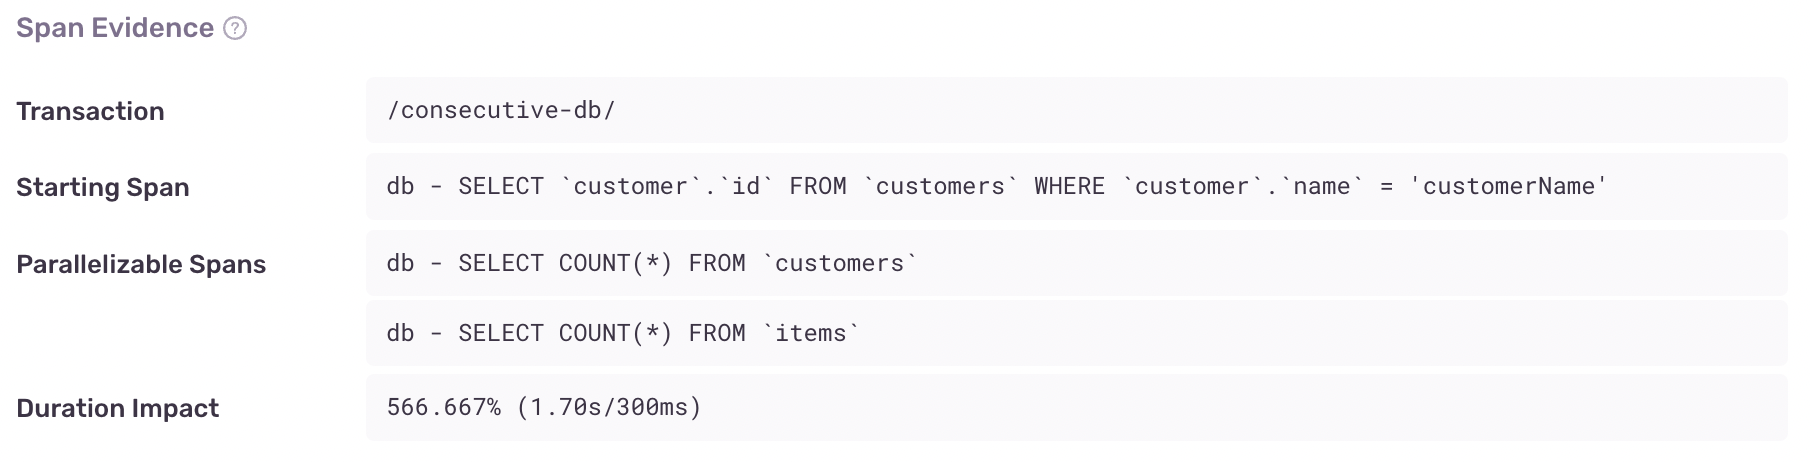 Span Evidence ?
Transaction
/consecutive-db/
Starting Span
db - SELECT `customer`.`id` FROM `customers` WHERE `customer`.`name` = 'customerName'
Parallelizable Spans
db - SELECT COUNT(*) FROM `customers`
db - SELECT COUNT(*) FROM `items`
Duration Impact
566.667% (1.70s/300ms)